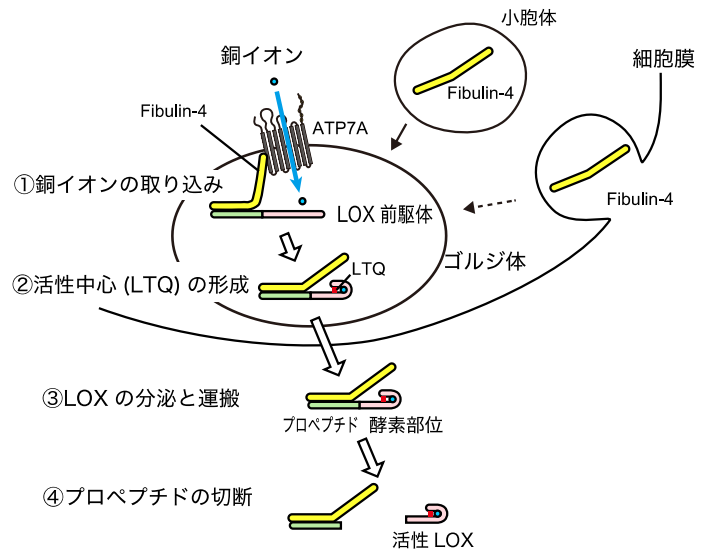 小胞体
銅イオン
細胞膜
Fibulin-4
Fibulin-4
ATP7A
Fibulin-4
①銅イオンの取り込み
LOX 前駆体
ゴルジ体
LTQ
②活性中心 (LTQ) の形成
③LOX の分泌と運搬
プロペプチド 酵素部位
④プロペプチドの切断
活性 LOX